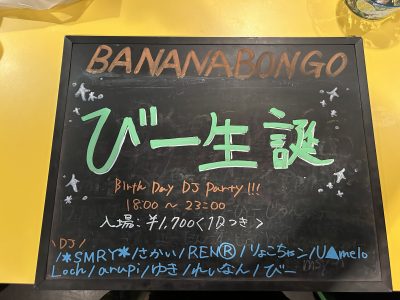 BANANABONGO
びー生誕
Birth Day DJ Party!!!
18:00〜23:00
入場:¥1,700<1Dつき>
\DJ/
*SMRY*/さかい/REN®/りょこちゃン/U▲melo
Loch/arupi/ゆき/れいなん/びー